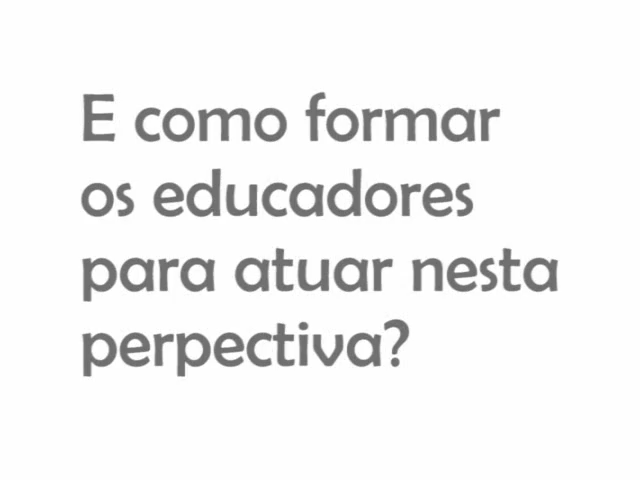 E como formar
os educadores
para atuar nesta
perpectiva?